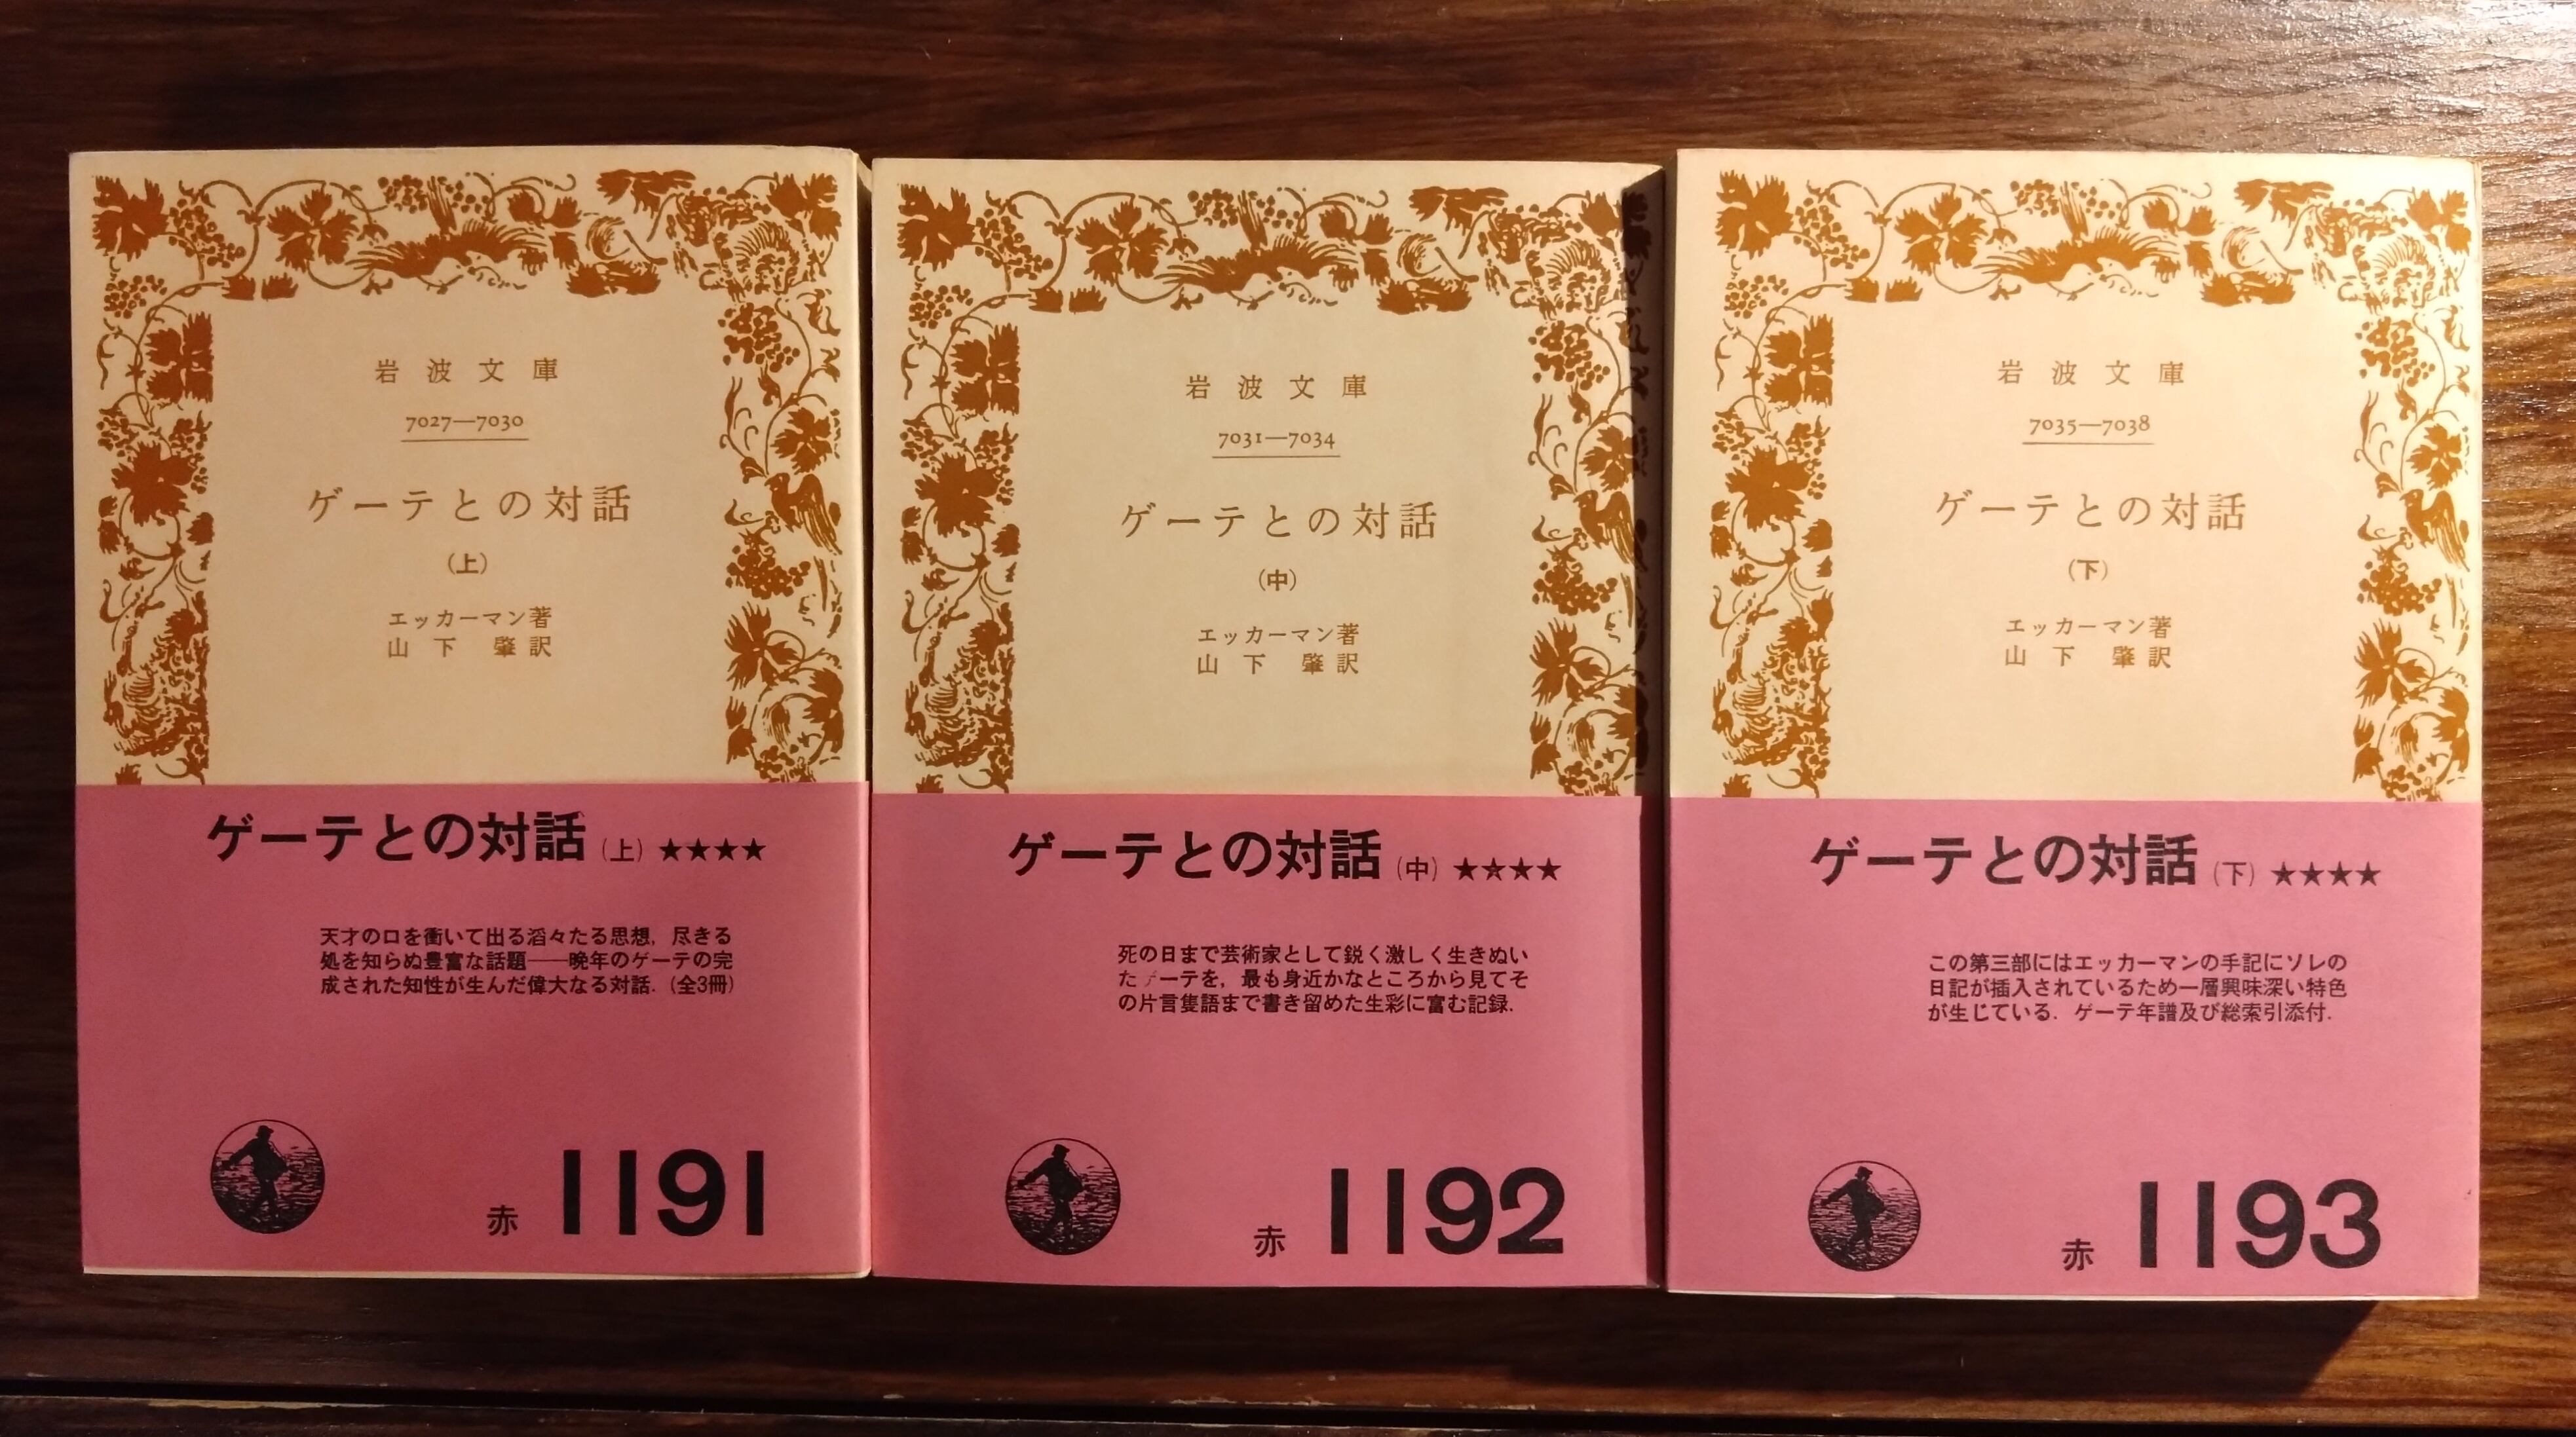 岩波文庫
7027—7030
ゲーテとの対話
(上)
エッカーマン著
山下 肇訳
ゲーテとの対話(上)★★★★
天才の口を衝いて出る滔々たる思想，尽きる
処を知らぬ豊富な話題——晩年のゲーテの完
成された知性が生んだ偉大なる対話．(全3冊)
赤 1191
岩波文庫
7031—7034
ゲーテとの対話
(中)
エッカーマン著
山下 肇訳
ゲーテとの対話(中)★★★★
死の日まで芸術家として鋭く激しく生きぬい
たゲーテを，最も身近かなところから見てそ
の片言隻語まで書き留めた生彩に富む記録．
赤 1192
岩波文庫
7035—7038
ゲーテとの対話
(下)
エッカーマン著
山下 肇訳
ゲーテとの対話(下)★★★★
この第三部にはエッカーマンの手記にソレの
日記が挿入されているため一層興味深い特色
が生じている．ゲーテ年譜及び総索引添付．
赤 1193